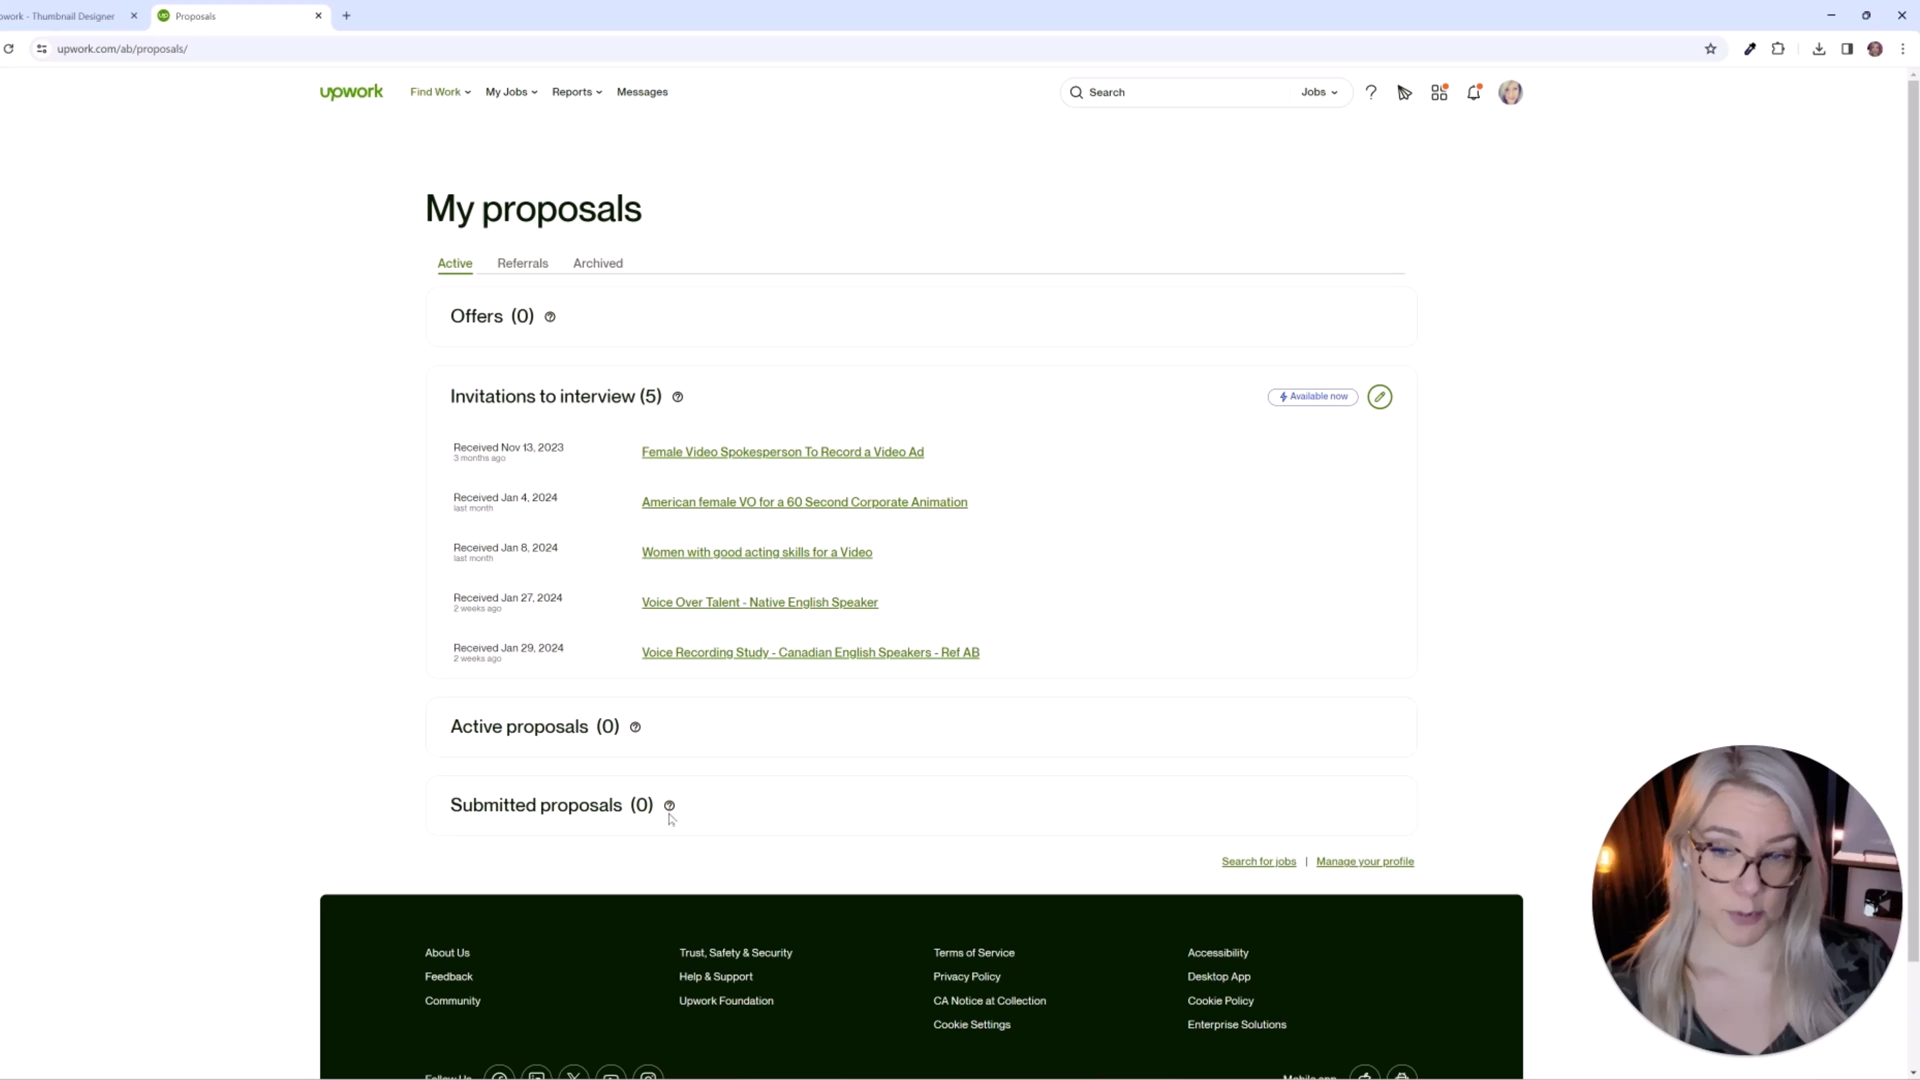 work - Thumbnail Designer
Proposals
upwork.com/ab/proposals/
upwork
Find Work
My Jobs
Reports
Messages
Search
Jobs
My proposals
Active
Referrals
Archived
Offers (0)
Invitations to interview (5)
Available now
Received Nov 13, 2023
3 months ago
Female Video Spokesperson To Record a Video Ad
Received Jan 4, 2024
last month
American female VO for a 60 Second Corporate Animation
Received Jan 8, 2024
last month
Women with good acting skills for a Video
Received Jan 27, 2024
2 weeks ago
Voice Over Talent - Native English Speaker
Received Jan 29, 2024
2 weeks ago
Voice Recording Study - Canadian English Speakers - Ref AB
Active proposals (0)
Submitted proposals (0)
Search for jobs | Manage your profile
About Us
Trust, Safety & Security
Terms of Service
Accessibility
Feedback
Help & Support
Privacy Policy
Desktop App
Community
Upwork Foundation
CA Notice at Collection
Cookie Policy
Cookie Settings
Enterprise Solutions
Follow Us
Mobile app